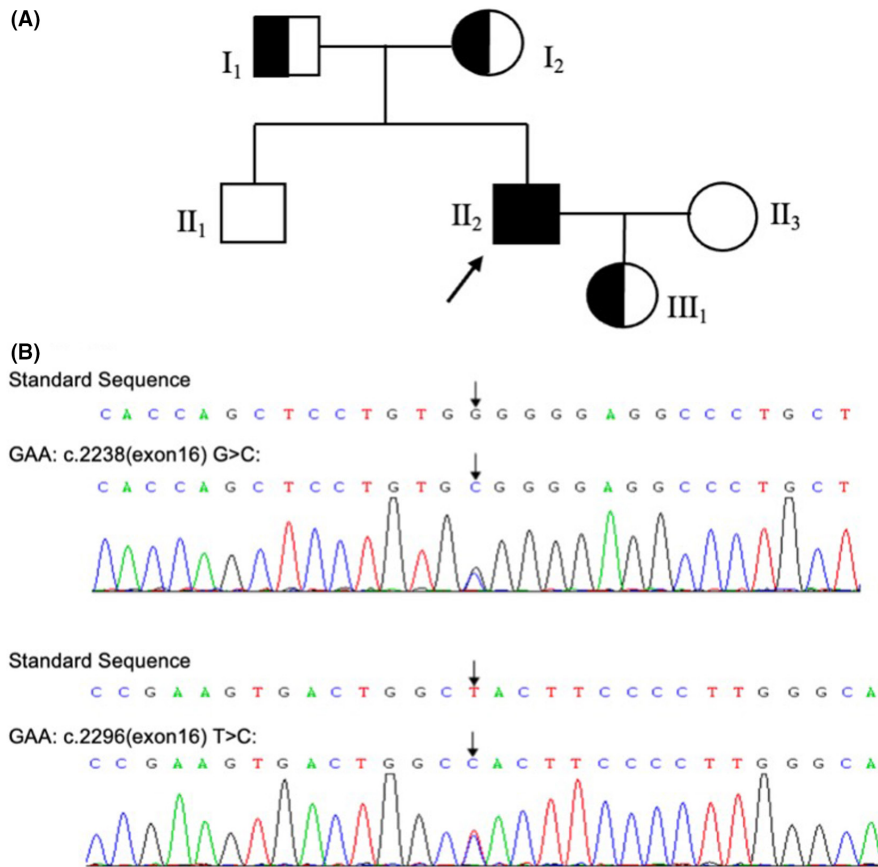 (A)
I₁
I₂
II₁
II₂
II₃
III₁
(B)
Standard Sequence
C A C C A G C T C C T G T G G G G G A G G C C C T G C T
GAA: c.2238(exon16) G>C:
C A C C A G C T C C T G T G C G G G G A G G C C C T G C T
Standard Sequence
C C G A A G T G A C T G G C T A C T T C C C C T T G G G C A
GAA: c.2296(exon16) T>C:
C C G A A G T G A C T G G C C A C T T C C C C T T G G G C A